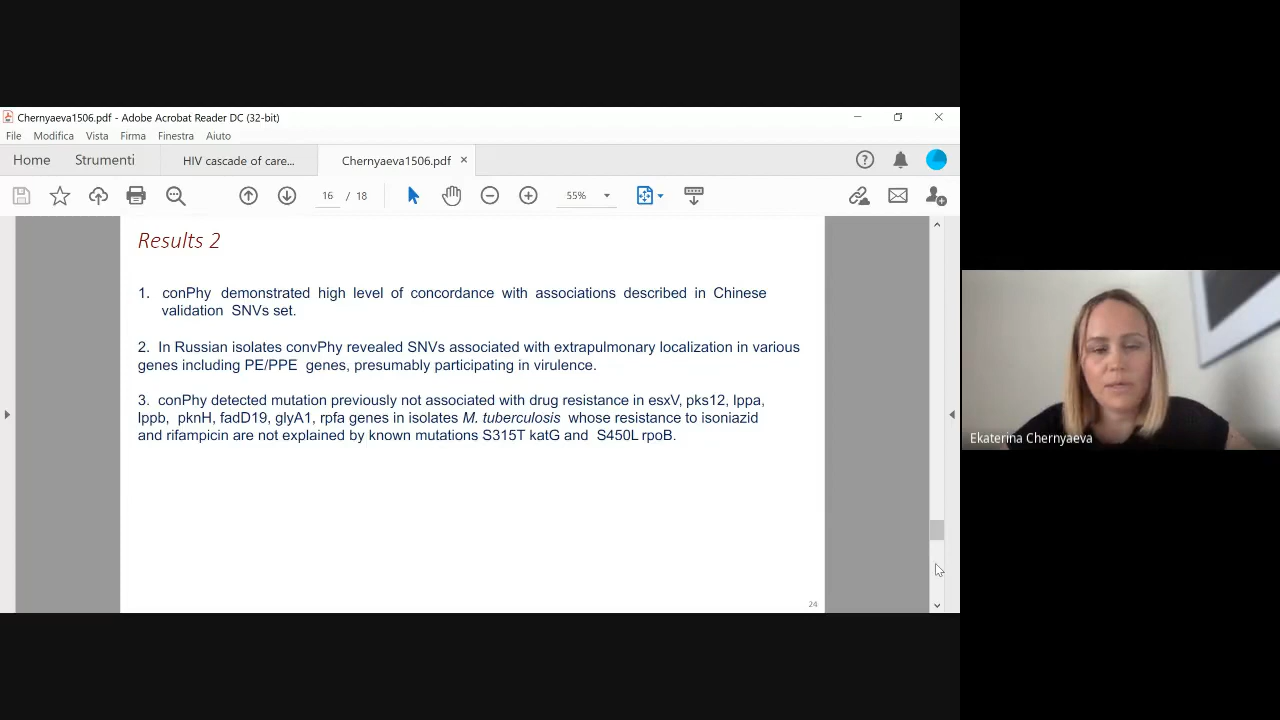 Chernyaeva1506.pdf - Adobe Acrobat Reader DC (32-bit)
File Modifica Vista Firma Finestra Aiuto
Home Strumenti HIV cascade of care... Chernyaeva1506.pdf
16 / 18 55%
Results 2
1. conPhy demonstrated high level of concordance with associations described in Chinese
validation SNVs set.
2. In Russian isolates convPhy revealed SNVs associated with extrapulmonary localization in various
genes including PE/PPE genes, presumably participating in virulence.
3. conPhy detected mutation previously not associated with drug resistance in esxV, pks12, lppa,
lppb, pknH, fadD19, glyA1, rpfa genes in isolates M. tuberculosis whose resistance to isoniazid
and rifampicin are not explained by known mutations S315T katG and S450L rpoB.
24
Ekaterina Chernyaeva